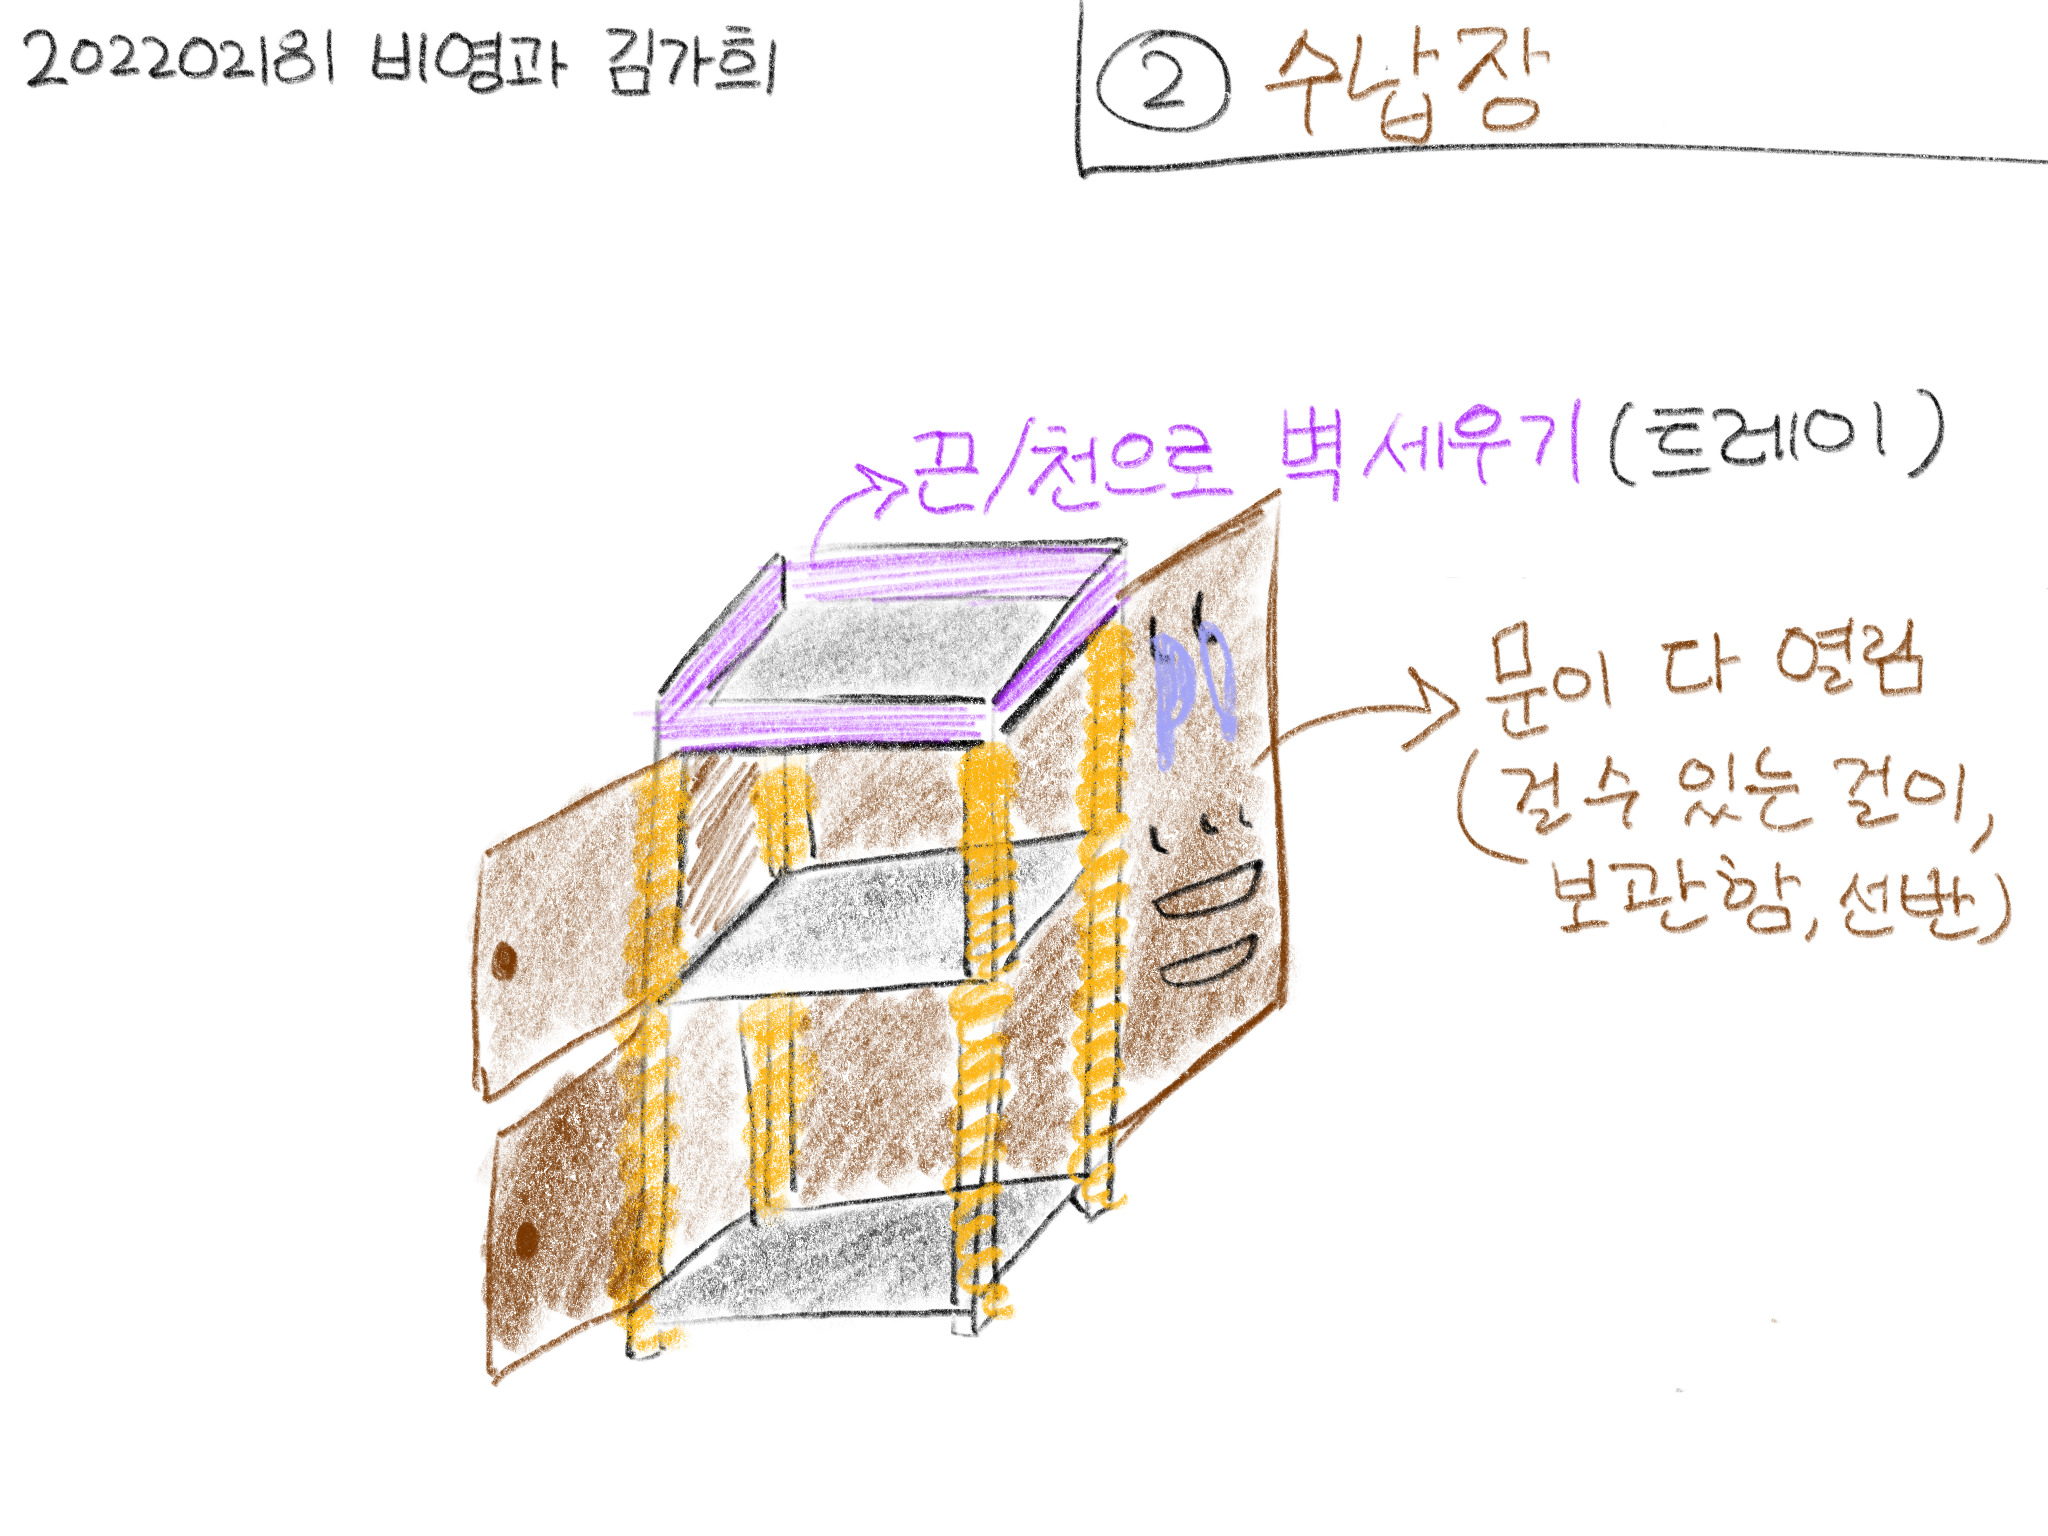 202202181 비영과 김가희
② 수납장
끈/천으로 벽세우기 (트레이)
문이 다 열림
(걸수 있는 걸이,
보관함, 선반)